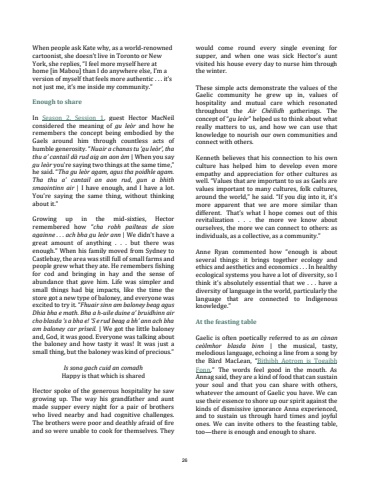 When people ask Kate why, as a world-renowned
cartoonist, she doesn't live in Toronto or New
York, she replies, "I feel more myself here at
home [in Mabou] than I do anywhere else, I'm a
version of myself that feels more authentic . . . it's
not just me, it's me inside my community."
Enough to share
In Season 2, Session 1, guest Hector MacNeil
considered the meaning of gu leòr and how he
remembers the concept being embodied by the
Gaels around him through countless acts of
humble generosity. "Nuair a chanas tu 'gu leòr', tha
thu a' cantail dà rud aig an aon àm | When you say
gu leòr you're saying two things at the same time,"
he said. "Tha gu leòr agam, agus tha pailth agam.
Tha thu a' cantail an aon rud, gun a bhith
smaointinn air | I have enough, and I have a lot.
You're saying the same thing, without thinking
about it."
Growing up in the mid-sixties, Hector
remembered how "cha robh pailteas de sìon
againne . . . ach bha gu leòr ann | We didn't have a
great amount of anything . . . but there was
enough." When his family moved from Sydney to
Castlebay, the area was still full of small farms and
people grew what they ate. He remembers fishing
for cod and bringing in hay and the sense of
abundance that gave him. Life was simpler and
small things had big impacts, like the time the
store got a new type of baloney, and everyone was
excited to try it. "Fhuair sinn am baloney beag agus
Dhia bha e math. Bha a h-uile duine a' bruidhinn air
cho blasda 's a bha e! 'S e rud beag a bh' ann ach bha
am baloney car prìseil. | We got the little baloney
and, God, it was good. Everyone was talking about
the baloney and how tasty it was! It was just a
small thing, but the baloney was kind of precious."
Is sona gach cuid an comadh
Happy is that which is shared
Hector spoke of the generous hospitality he saw
growing up. The way his grandfather and aunt
made supper every night for a pair of brothers
who lived nearby and had cognitive challenges.
The brothers were poor and deathly afraid of fire
and so were unable to cook for themselves. They
would come round every single evening for
supper, and when one was sick Hector's aunt
visited his house every day to nurse him through
the winter.
These simple acts demonstrate the values of the
Gaelic community he grew up in, values of
hospitality and mutual care which resonated
throughout the Air Chèilidh gatherings. The
concept of "gu leòr" helped us to think about what
really matters to us, and how we can use that
knowledge to nourish our own communities and
connect with others.
Kenneth believes that his connection to his own
culture has helped him to develop even more
empathy and appreciation for other cultures as
well. "Values that are important to us as Gaels are
values important to many cultures, folk cultures,
around the world," he said. "If you dig into it, it's
more apparent that we are more similar than
different. That's what I hope comes out of this
revitalization . . . the more we know about
ourselves, the more we can connect to others: as
individuals, as a collective, as a community."
Anne Ryan commented how "enough is about
several things: it brings together ecology and
ethics and aesthetics and economics . . . In healthy
ecological systems you have a lot of diversity, so I
think it's absolutely essential that we . . . have a
diversity of language in the world, particularly the
language that are connected to Indigenous
knowledge."
At the feasting table
Gaelic is often poetically referred to as an cànan
ceòlmhor blasda binn | the musical, tasty,
melodious language, echoing a line from a song by
the Bàrd MacLean, "
The words feel good in the mouth. As
Annag said, they are a kind of food that can sustain
your soul and that you can share with others,
whatever the amount of Gaelic you have. We can
use their essence to shore up our spirit against the
kinds of dismissive ignorance Anna experienced,
and to sustain us through hard times and joyful
ones. We can invite others to the feasting table,
too—there is enough and enough to share.